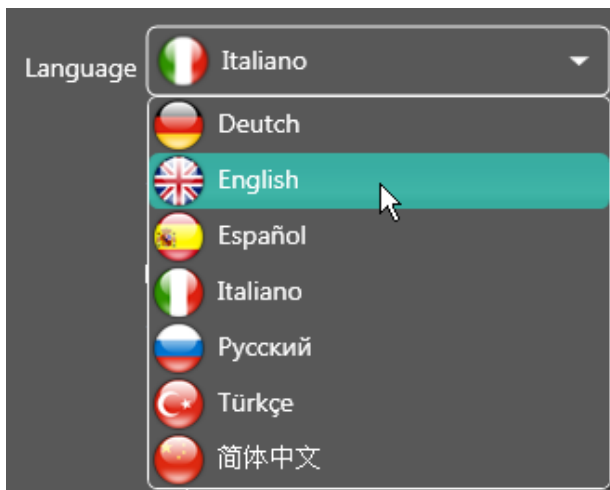 Language Italiano
Deutch
English
Español
Italiano
Русский
Türkçe
简体中文